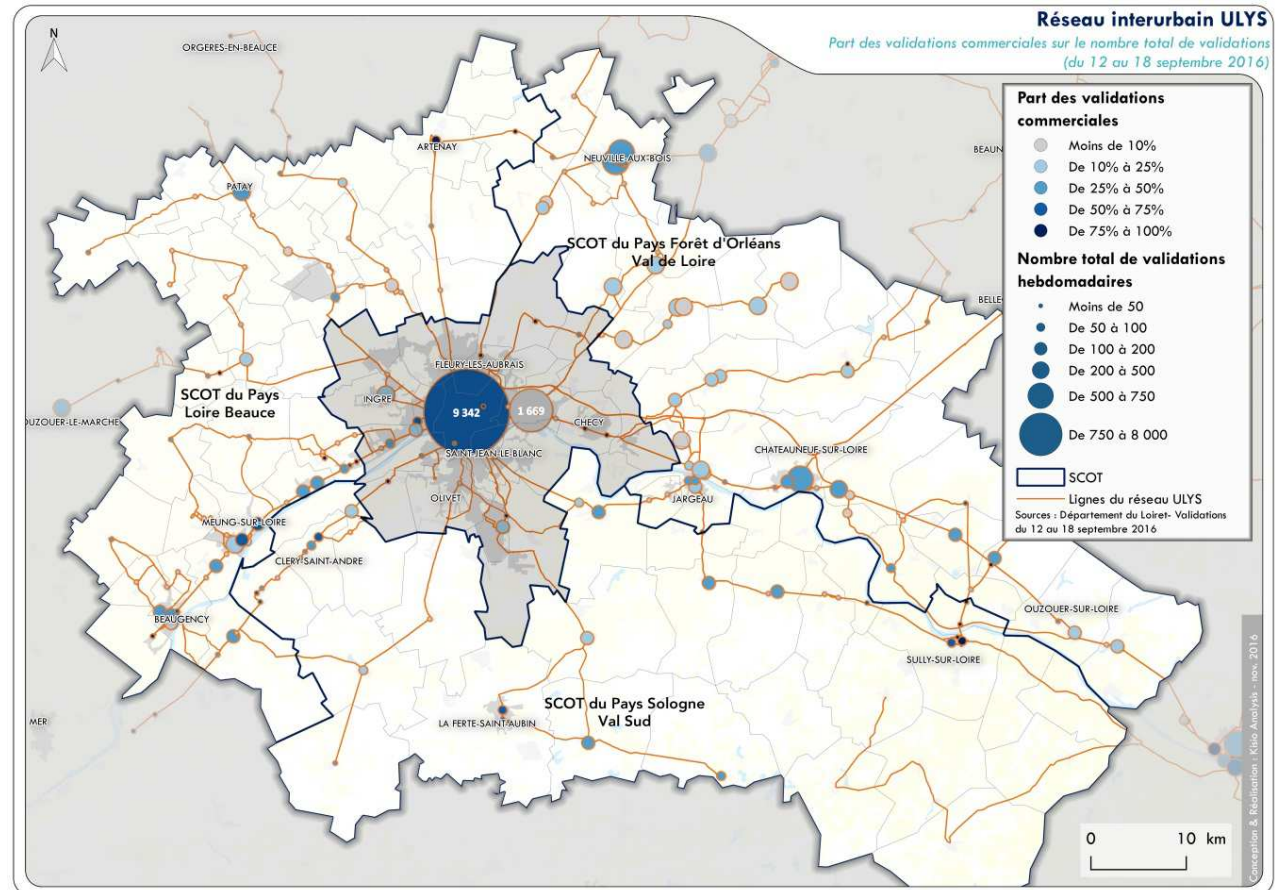 Réseau interurbain ULYS
Part des validations commerciales sur le nombre total de validations
(du 12 au 18 septembre 2016)
N
ORGERES-EN-BEAUCE
Part des validations
commerciales
Moins de 10%
De 10% à 25%
De 25% à 50%
De 50% à 75%
De 75% à 100%
Nombre total de validations
hebdomadaires
Moins de 50
De 50 à 100
De 100 à 200
De 200 à 500
De 500 à 750
De 750 à 8 000
SCOT
Lignes du réseau ULYS
Sources : Département du Loiret- Validations
du 12 au 18 septembre 2016
ARTENAY
NEUVILLE-AUX-BOIS
BEAUN
PATAY
SCOT du Pays Forêt d'Orléans
Val de Loire
BELLE
FLEURY-LES-AUBRAIS
SCOT du Pays
Loire Beauce
INGRE
9 342
1 669
CHECY
OUZOUER-LE-MARCHE
SAINT-JEAN-LE-BLANC
CHATEAUNEUF-SUR-LOIRE
OLIVET
JARGEAU
MEUNG-SUR-LOIRE
CLERY-SAINT-ANDRE
BEAUGENCY
OUZOUER-SUR-LOIRE
SULLY-SUR-LOIRE
SCOT du Pays Sologne
Val Sud
LA FERTE-SAINT-AUBIN
MER
0 10 km
Conception & Réalisation : Kisio Analysis - nov. 2016